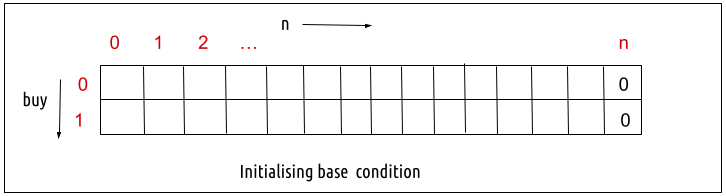 n
0 1 2 ... n
0 0
buy
1 0
Initialising base condition